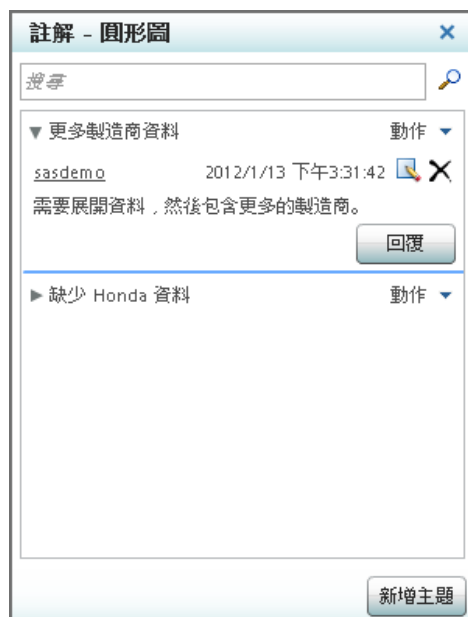 註解 - 圓形圖
搜尋
更多製造商資料 動作
sasdemo 2012/1/13 下午3:31:42
需要展開資料，然後包含更多的製造商。
回覆
缺少 Honda 資料 動作
新增主題